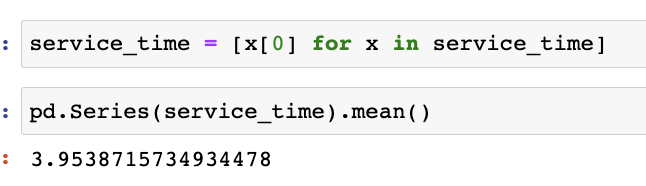 : service_time = [x[0] for x in service_time]
: pd.Series(service_time).mean()
: 3.9538715734934478